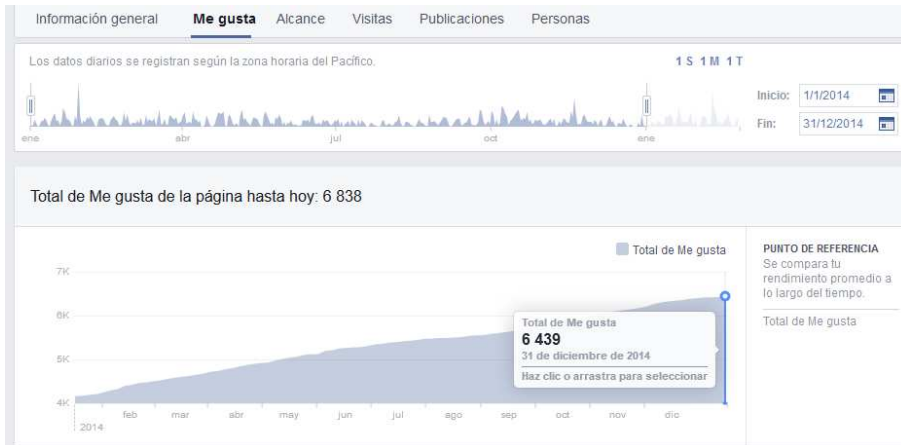 Información general Me gusta Alcance Visitas Publicaciones Personas
Los datos diarios se registran según la zona horaria del Pacífico.
1 S 1 M 1 T
Inicio: 1/1/2014
Fin: 31/12/2014
ene abr jul oct ene
Total de Me gusta de la página hasta hoy: 6 838
Total de Me gusta
PUNTO DE REFERENCIA
Se compara tu
rendimiento promedio a
lo largo del tiempo.
Total de Me gusta
7K
6K
5K
4K
Total de Me gusta
6 439
31 de diciembre de 2014
Haz clic o arrastra para seleccionar
feb mar abr may jun jul ago sep oct nov dic
2014